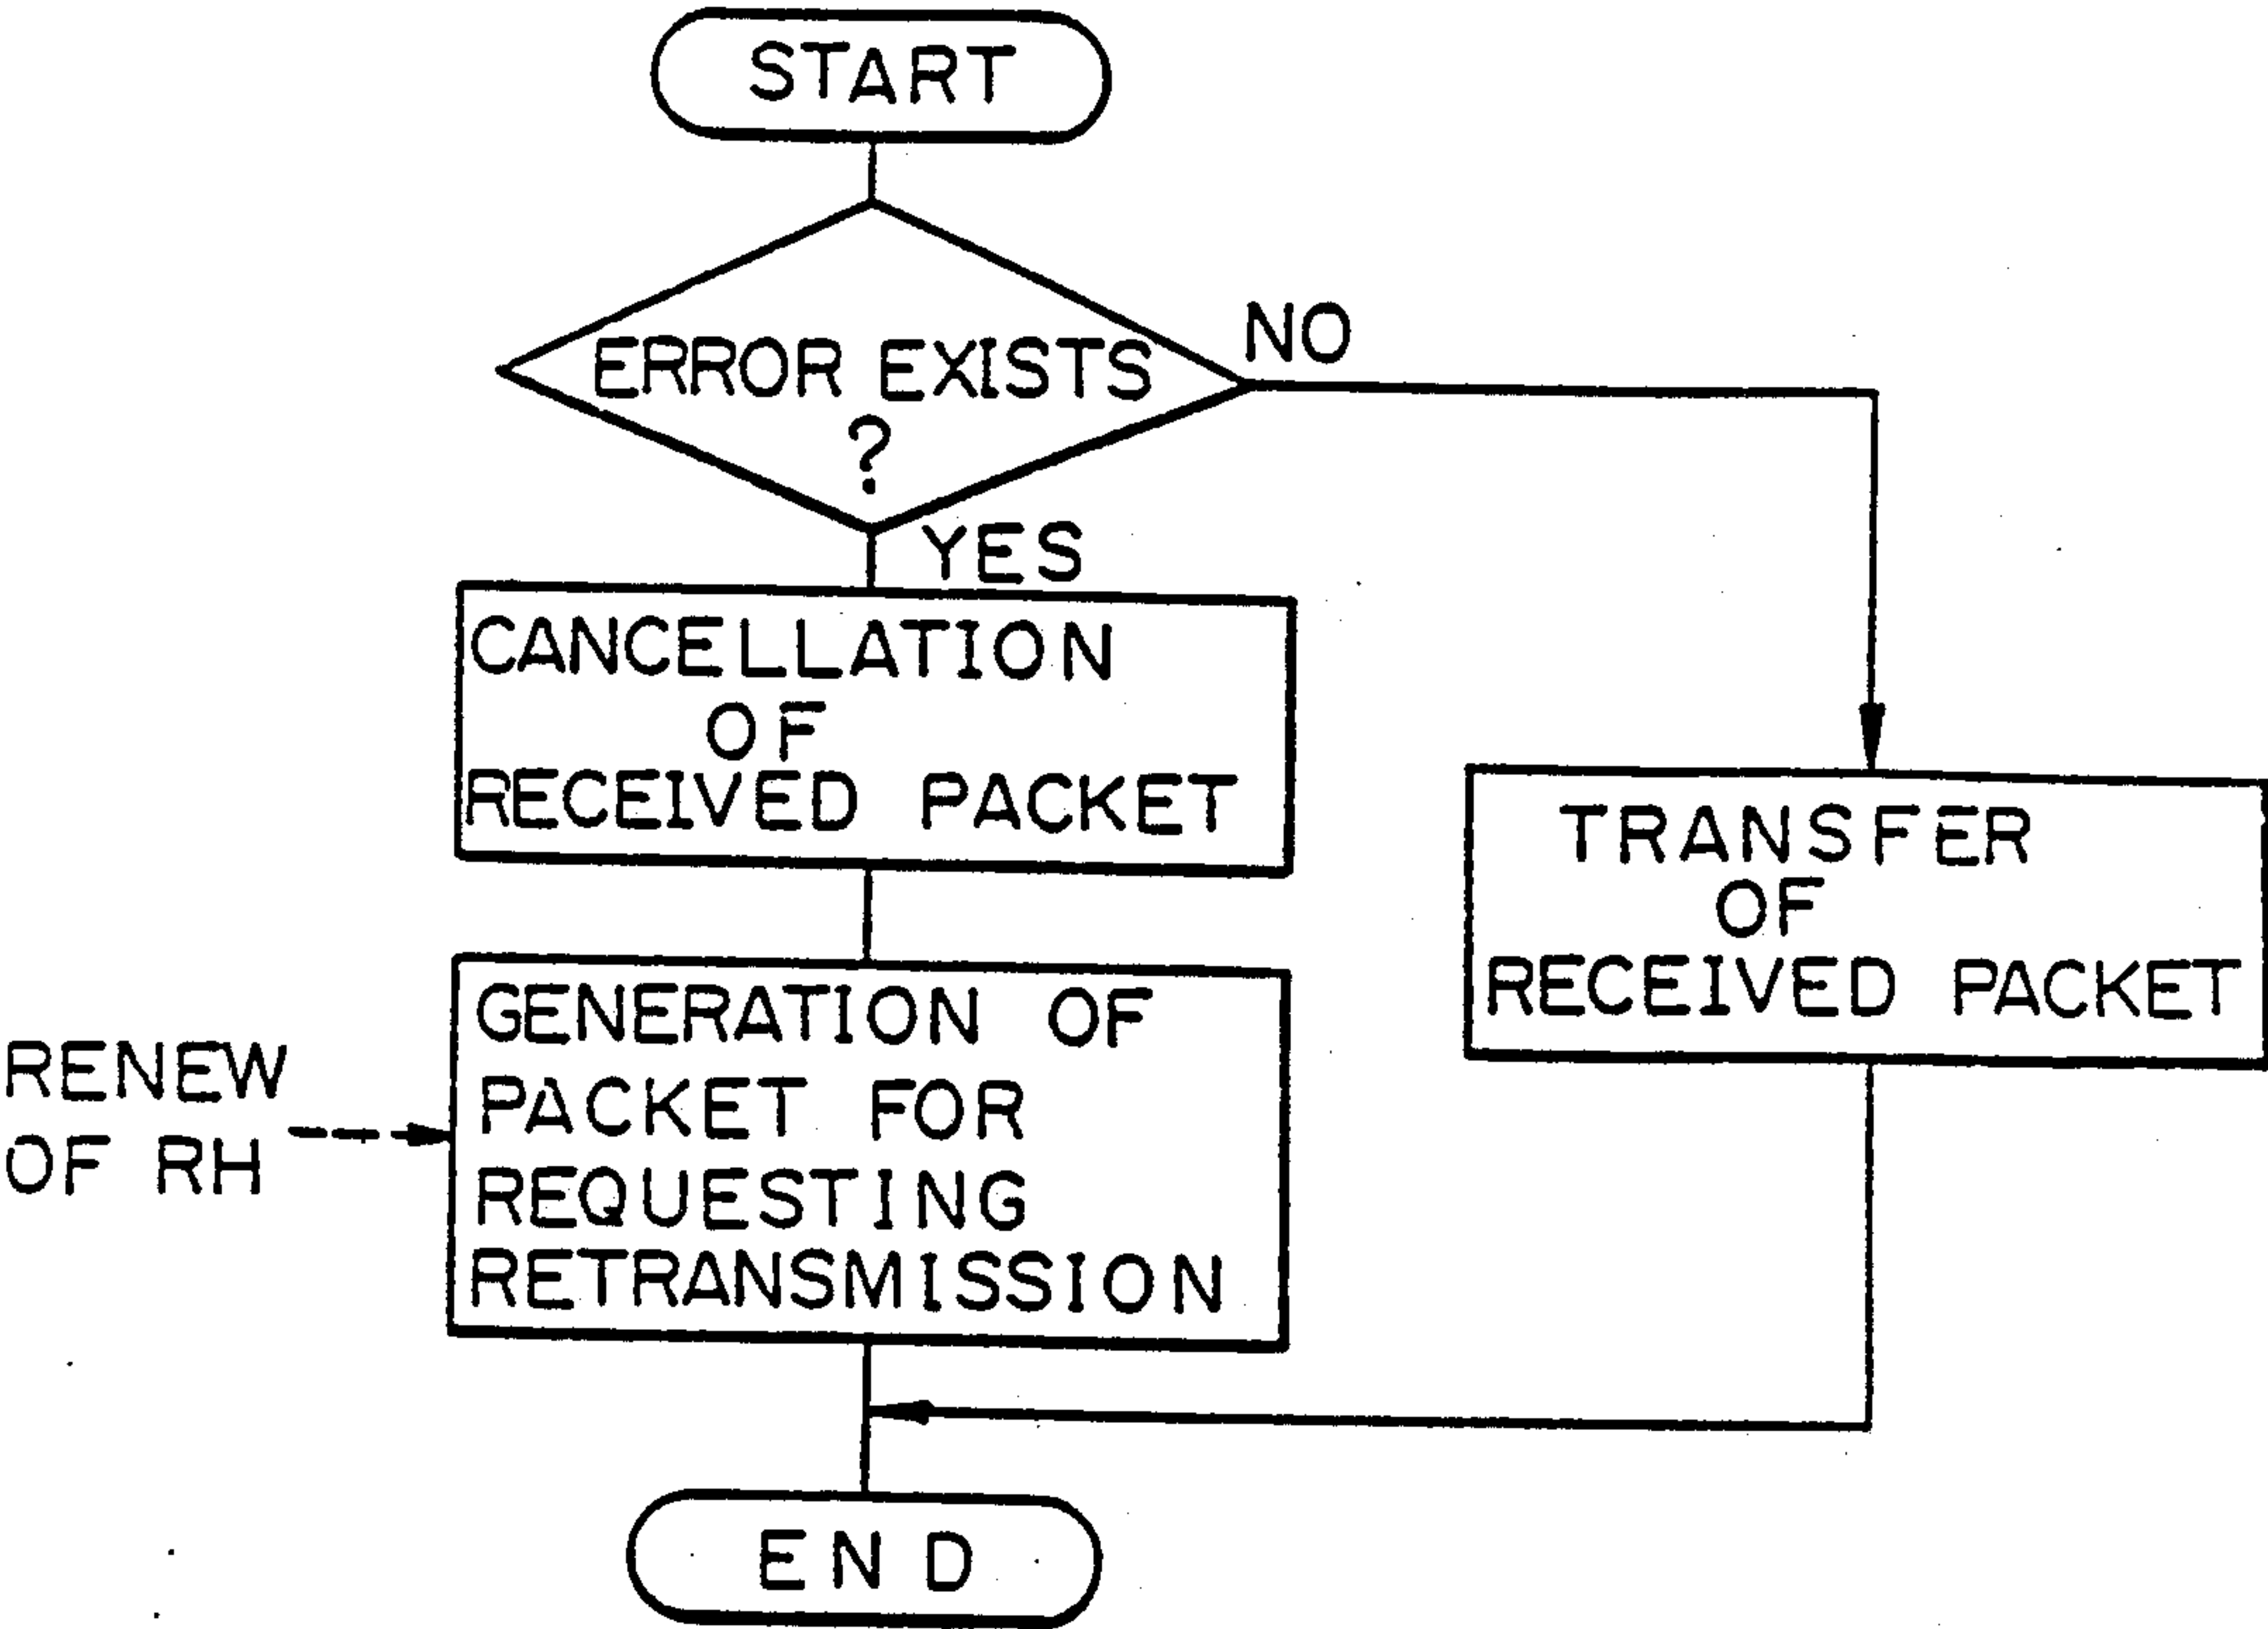 START
ERROR EXISTS
?
NO
YES
CANCELLATION
OF
RECEIVED PACKET
TRANSFER
OF
RECEIVED PACKET
GENERATION OF
PACKET FOR
REQUESTING
RETRANSMISSION
RENEW
OF RH
END